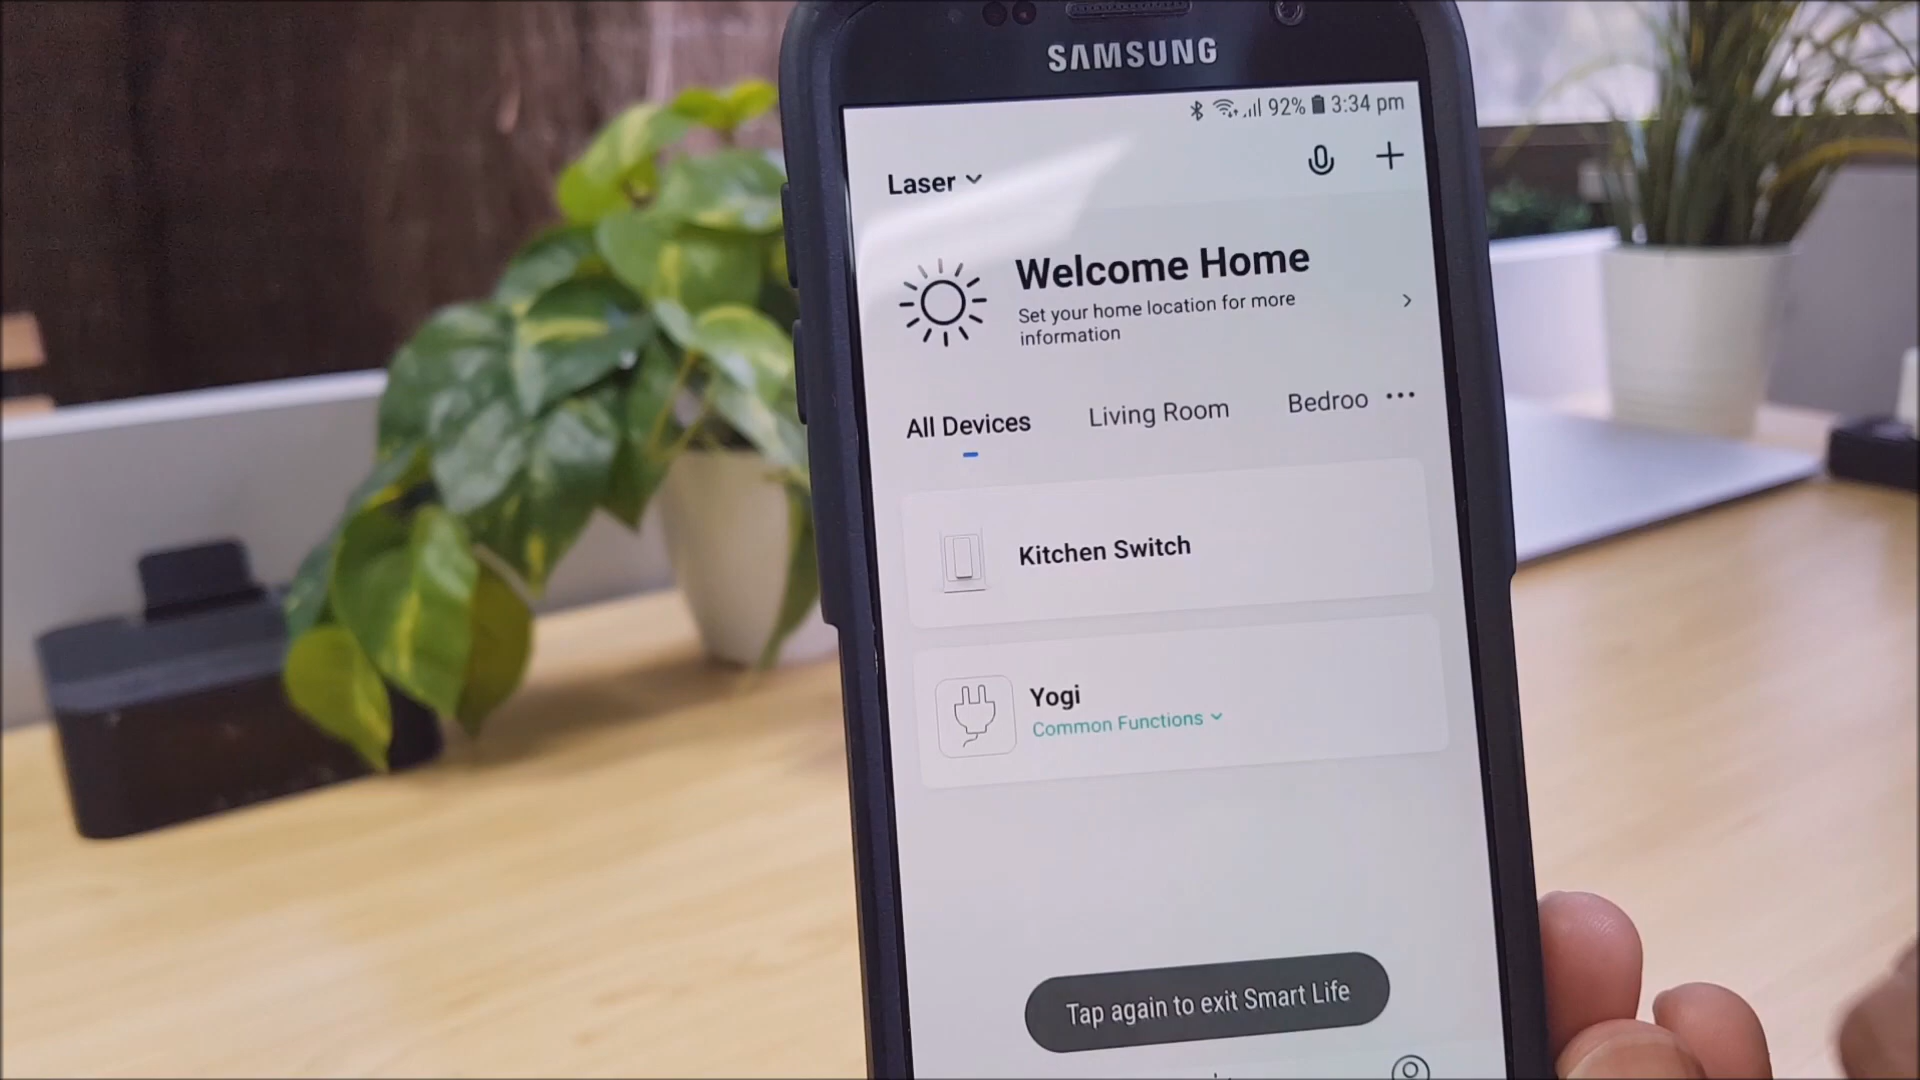 SAMSUNG
92% 3:34 pm
Laser
Welcome Home
Set your home location for more
information
All Devices Living Room Bedroo ...
Kitchen Switch
Yogi
Common Functions
Tap again to exit Smart Life